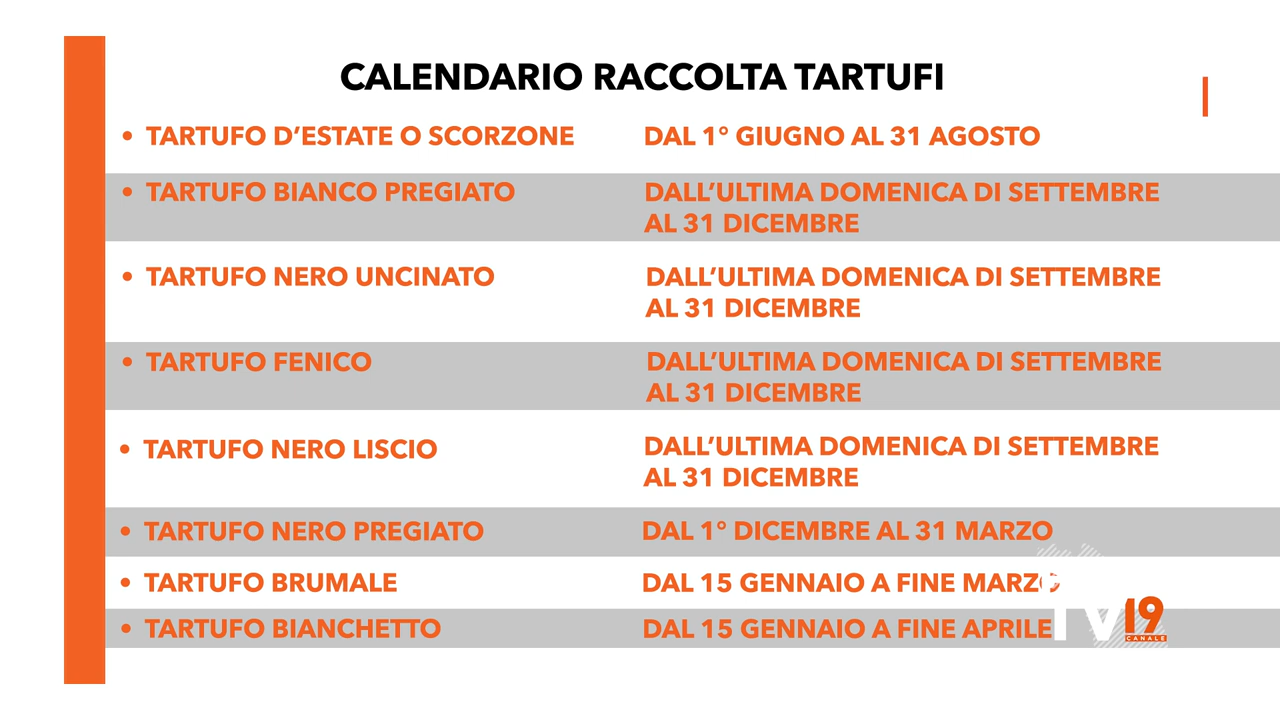 CALENDARIO RACCOLTA TARTUFI
• TARTUFO D'ESTATE O SCORZONE DAL 1° GIUGNO AL 31 AGOSTO
• TARTUFO BIANCO PREGIATO DALL'ULTIMA DOMENICA DI SETTEMBRE
AL 31 DICEMBRE
• TARTUFO NERO UNCINATO DALL'ULTIMA DOMENICA DI SETTEMBRE
AL 31 DICEMBRE
• TARTUFO FENICO DALL'ULTIMA DOMENICA DI SETTEMBRE
AL 31 DICEMBRE
• TARTUFO NERO LISCIO DALL'ULTIMA DOMENICA DI SETTEMBRE
AL 31 DICEMBRE
• TARTUFO NERO PREGIATO DAL 1° DICEMBRE AL 31 MARZO
• TARTUFO BRUMALE DAL 15 GENNAIO A FINE MARZO
• TARTUFO BIANCHETTO DAL 15 GENNAIO A FINE APRILE
TV19
CANALE